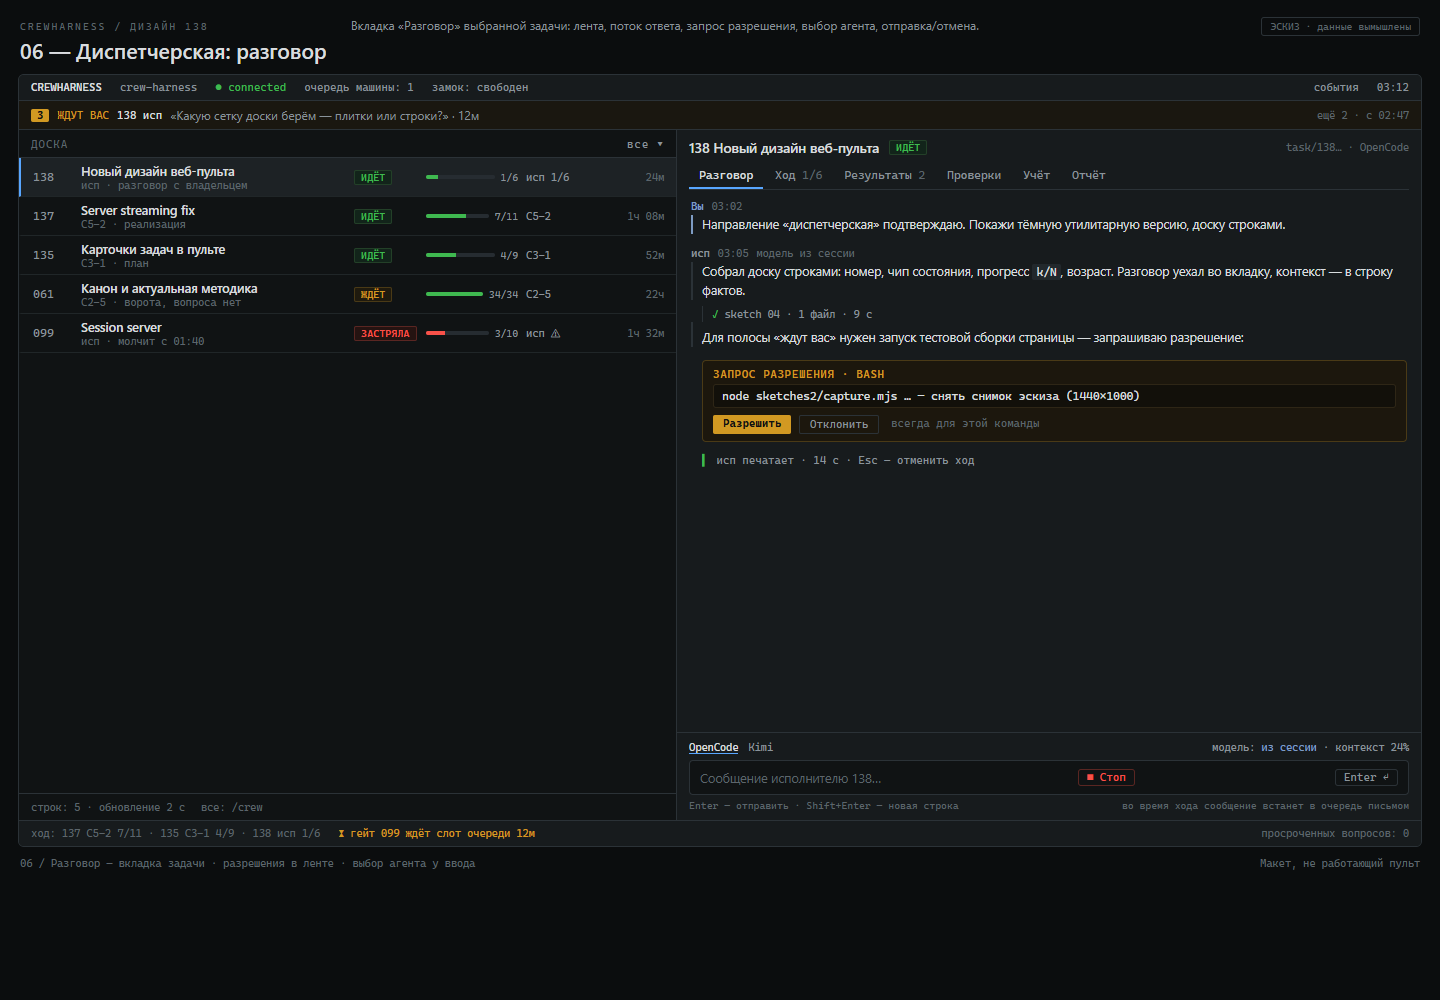 CREWHARNESS / ДИЗАЙН 138
Вкладка «Разговор» выбранной задачи: лента, поток ответа, запрос разрешения, выбор агента, отправка/отмена.
ЭСКИЗ · данные вымышлены
06 — Диспетчерская: разговор
CREWHARNESS crew-harness ● connected очередь машины: 1 замок: свободен события 03:12
3 ЖДУТ ВАС 138 исп «Какую сетку доски берём — плитки или строки?» · 12м ещё 2 · с 02:47
ДОСКА все ▾
138 Новый дизайн веб-пульта ИДЁТ 1/6 исп 1/6 24м
исп · разговор с владельцем
137 Server streaming fix ИДЁТ 7/11 С5-2 1ч 08м
С5-2 · реализация
135 Карточки задач в пульте ИДЁТ 4/9 С3-1 52м
С3-1 · план
061 Канон и актуальная методика ЖДЁТ 34/34 С2-5 22ч
С2-5 · ворота, вопроса нет
099 Session server ЗАСТРЯЛА 3/10 исп ⚠ 1ч 32м
исп · молчит с 01:40
строк: 5 · обновление 2 с все: /crew
138 Новый дизайн веб-пульта ИДЁТ task/138… · OpenCode
Разговор Ход 1/6 Результаты 2 Проверки Учёт Отчёт
Вы 03:02
Направление «диспетчерская» подтверждаю. Покажи тёмную утилитарную версию, доску строками.
исп 03:05 модель из сессии
Собрал доску строками: номер, чип состояния, прогресс k/N, возраст. Разговор уехал во вкладку, контекст — в строку
фактов.
✓ sketch 04 · 1 файл · 9 с
Для полосы «ждут вас» нужен запуск тестовой сборки страницы — запрашиваю разрешение:
ЗАПРОС РАЗРЕШЕНИЯ · BASH
node sketches2/capture.mjs … — снять снимок эскиза (1440×1000)
Разрешить Отклонить всегда для этой команды
исп печатает · 14 с · Esc — отменить ход
OpenCode Kimi модель: из сессии · контекст 24%
Сообщение исполнителю 138… ■ Стоп Enter ⏎
Enter — отправить · Shift+Enter — новая строка во время хода сообщение встанет в очередь письмом
ход: 137 С5-2 7/11 · 135 С3-1 4/9 · 138 исп 1/6 ⧗ гейт 099 ждёт слот очереди 12м просроченных вопросов: 0
06 / Разговор — вкладка задачи · разрешения в ленте · выбор агента у ввода Макет, не работающий пульт